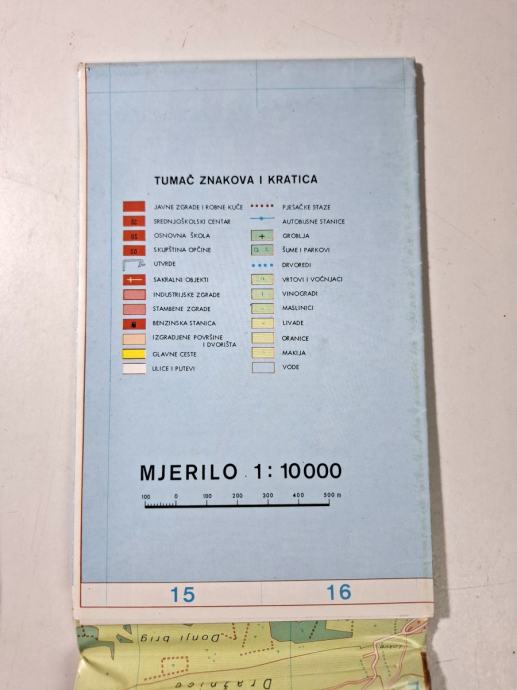 TUMAČ ZNAKOVA I KRATICA
JAVNE ZGRADE I ROBNE KUĆE
SREDNJOŠKOLSKI CENTAR
OŠ OSNOVNA ŠKOLA
SO SKUPŠTINA OPĆINE
UTVRDE
SAKRALNI OBJEKTI
INDUSTRIJSKE ZGRADE
STAMBENE ZGRADE
BENZINSKA STANICA
IZGRADJENE POVRŠINE
I DVORIŠTA
GLAVNE CESTE
ULICE I PUTEVI
PJEŠAČKE STAZE
AUTOBUSNE STANICE
GROBLJA
ŠUME I PARKOVI
DRVOREDI
VRTOVI I VOĆNJACI
VINOGRADI
MASLINICI
LIVADE
ORANICE
MAKIJA
VODE
MJERILO 1:10000
100 0 100 200 300 400 500 m
15 16
Donji brig
Dražnice